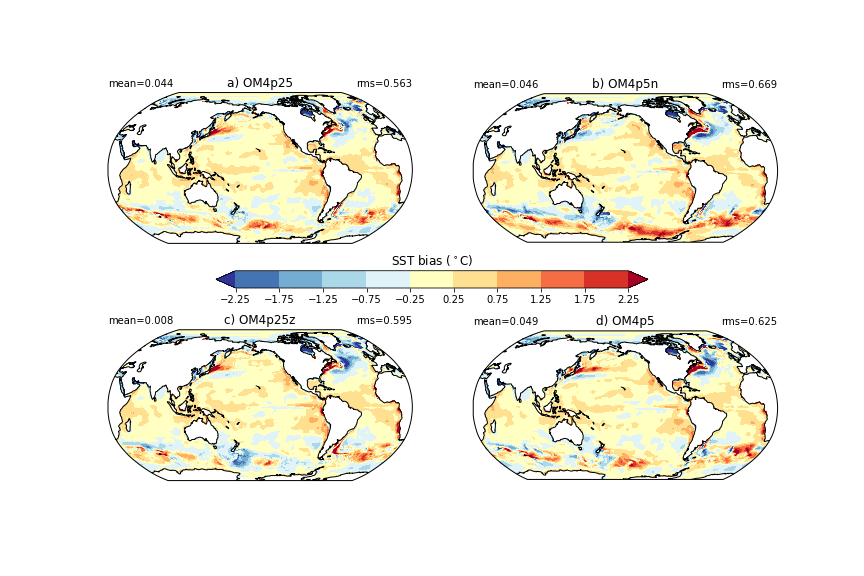 mean=0.044 a) OM4p25 rms=0.563
mean=0.046 b) OM4p5n rms=0.669
SST bias (°C)
−2.25 −1.75 −1.25 −0.75 −0.25 0.25 0.75 1.25 1.75 2.25
mean=0.008 c) OM4p25z rms=0.595
mean=0.049 d) OM4p5 rms=0.625